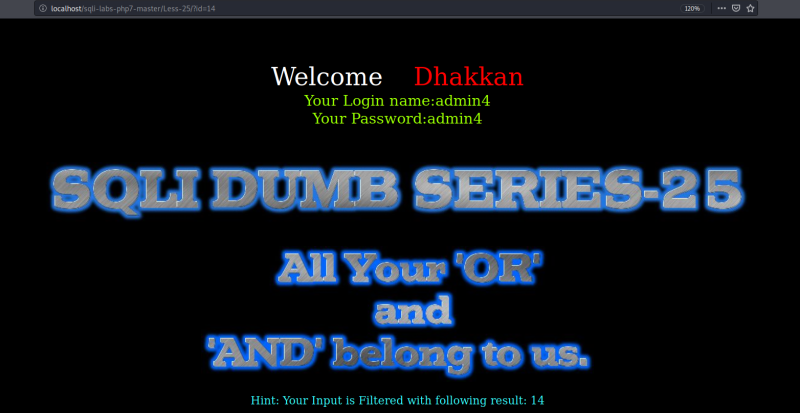 localhost/sqli-labs-php7-master/Less-25/?id=14
120%
Welcome Dhakkan
Your Login name:admin4
Your Password:admin4
SQLI DUMB SERIES-25
All Your 'OR'
and
'AND' belong to us.
Hint: Your Input is Filtered with following result: 14